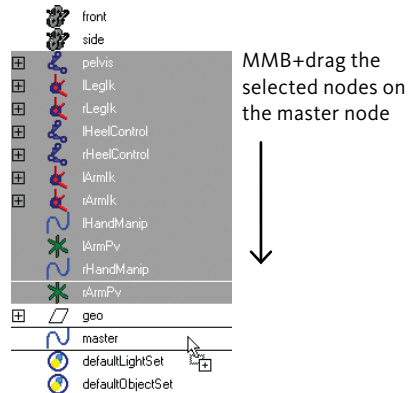 front
side
pelvis
lLegIk
rLegIk
lHeelControl
rHeelControl
lArmIk
rArmIk
lHandManip
lArmPv
rHandManip
rArmPv
geo
master
defaultLightSet
defaultObjectSet
MMB+drag the
selected nodes on
the master node